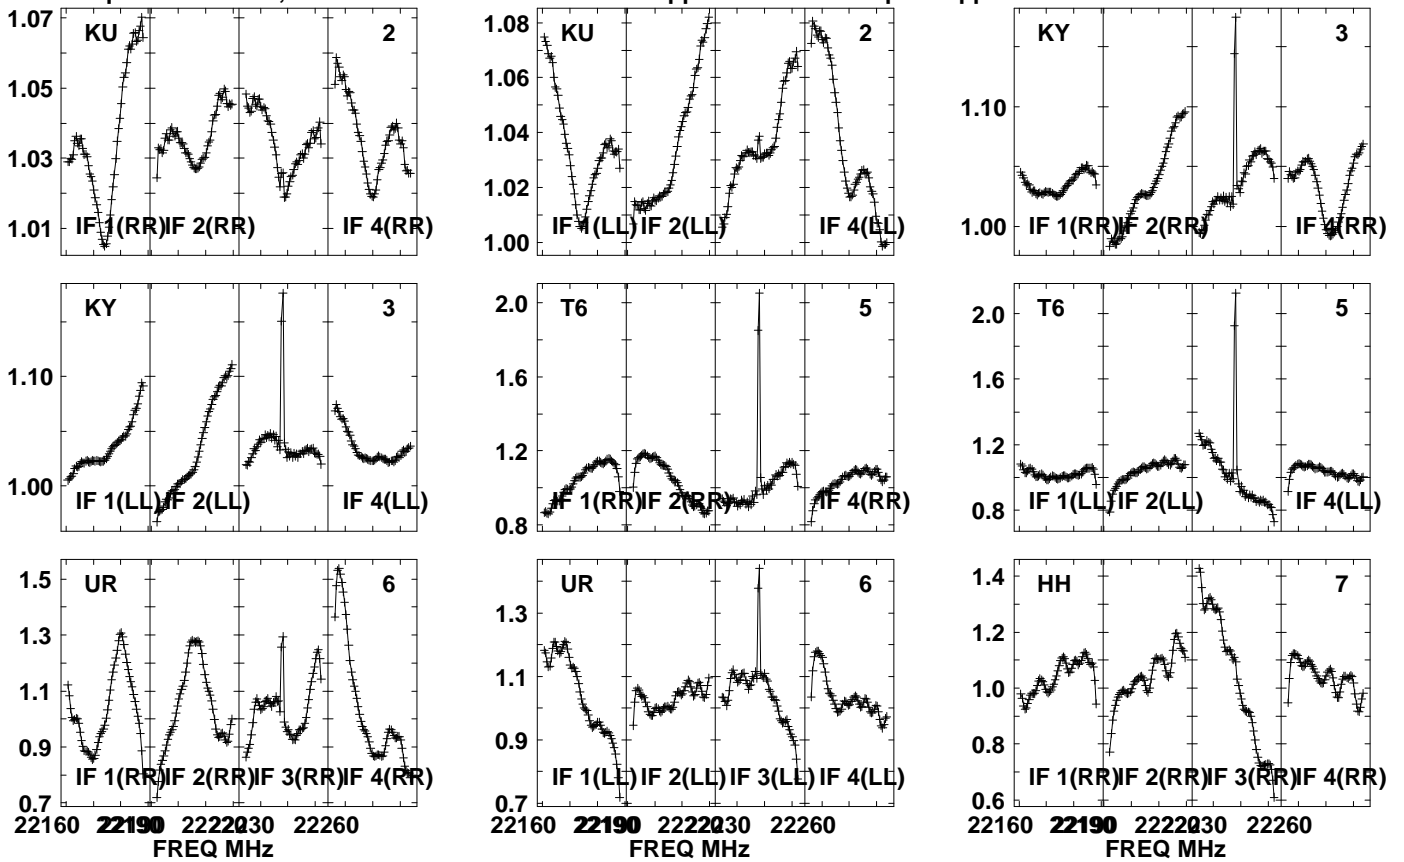 KU 2
1.07
1.05
1.03
1.01
IF 1(RR) IF 2(RR) IF 4(RR)
KU 2
1.08
1.06
1.04
1.02
1.00
IF 1(LL) IF 2(LL) IF 4(LL)
KY 3
1.10
1.00
IF 1(RR) IF 2(RR) IF 4(RR)
KY 3
1.10
1.00
IF 1(LL) IF 2(LL) IF 4(LL)
T6 5
2.0
1.6
1.2
0.8
IF 1(RR) IF 2(RR) IF 4(RR)
T6 5
2.0
1.6
1.2
0.8
IF 1(LL) IF 2(LL) IF 4(LL)
UR 6
1.5
1.3
1.1
0.9
0.7
IF 1(RR) IF 2(RR) IF 3(RR) IF 4(RR)
22160 22190 22220 22230 22260
FREQ MHz
UR 6
1.3
1.1
0.9
0.7
IF 1(LL) IF 2(LL) IF 3(LL) IF 4(LL)
22160 22190 22220 22230 22260
FREQ MHz
HH 7
1.4
1.2
1.0
0.8
0.6
IF 1(RR) IF 2(RR) IF 3(RR) IF 4(RR)
22160 22190 22220 22230 22260
FREQ MHz